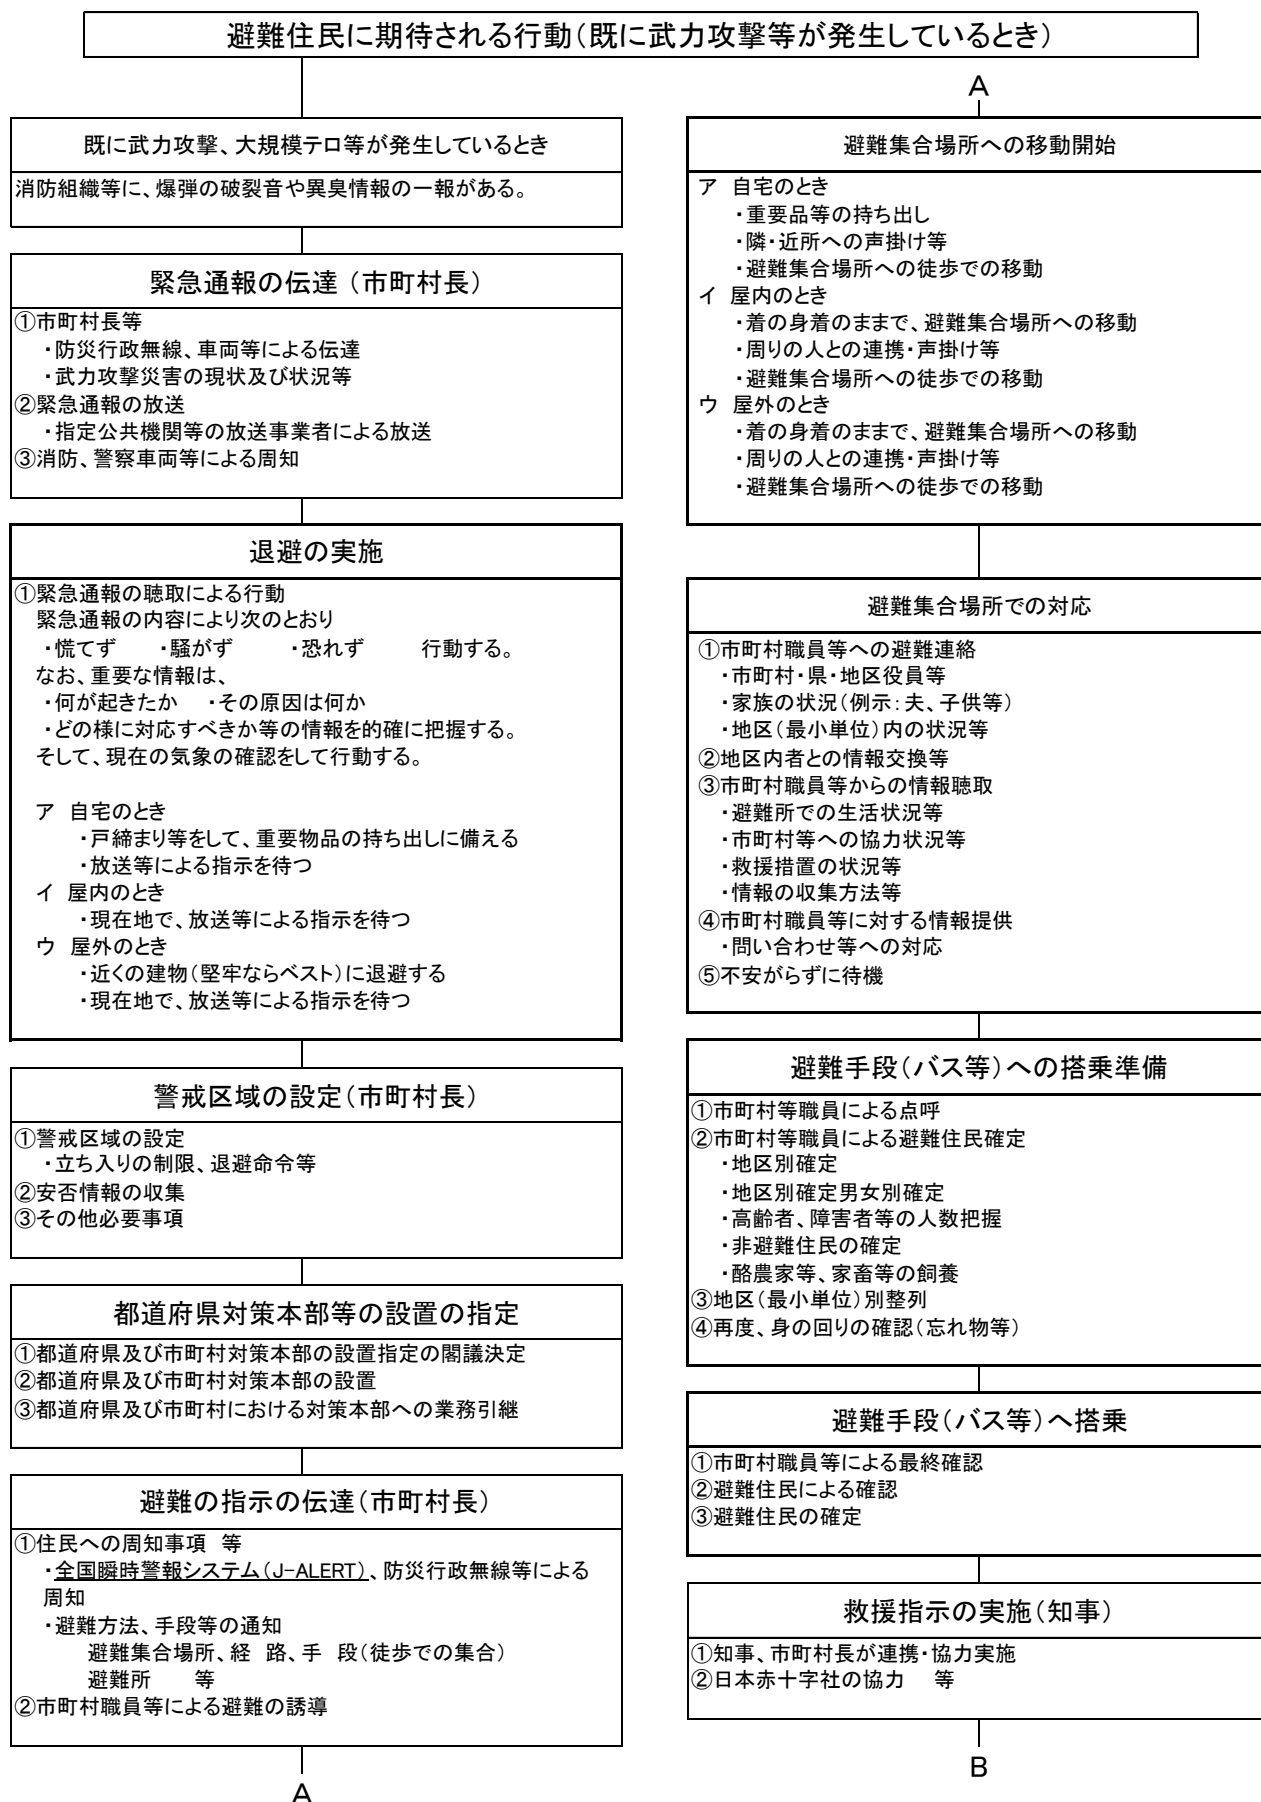 避難住民に期待される行動(既に武力攻撃等が発生しているとき)
既に武力攻撃、大規模テロ等が発生しているとき
消防組織等に、爆弾の破裂音や異臭情報の一報がある。
緊急通報の伝達 (市町村長)
①市町村長等
・防災行政無線、車両等による伝達
・武力攻撃災害の現状及び状況等
②緊急通報の放送
・指定公共機関等の放送事業者による放送
③消防、警察車両等による周知
退避の実施
①緊急通報の聴取による行動
緊急通報の内容により次のとおり
・慌てず ・騒がず ・恐れず 行動する。
なお、重要な情報は、
・何が起きたか ・その原因は何か
・どの様に対応すべきか等の情報を的確に把握する。
そして、現在の気象の確認をして行動する。
ア 自宅のとき
・戸締まり等をして、重要物品の持ち出しに備える
・放送等による指示を待つ
イ 屋内のとき
・現在地で、放送等による指示を待つ
ウ 屋外のとき
・近くの建物(堅牢ならベスト)に退避する
・現在地で、放送等による指示を待つ
警戒区域の設定(市町村長)
①警戒区域の設定
・立ち入りの制限、退避命令等
②安否情報の収集
③その他必要事項
都道府県対策本部等の設置の指定
①都道府県及び市町村対策本部の設置指定の閣議決定
②都道府県及び市町村対策本部の設置
③都道府県及び市町村における対策本部への業務引継
避難の指示の伝達(市町村長)
①住民への周知事項 等
・全国瞬時警報システム(J-ALERT)、防災行政無線等による
周知
・避難方法、手段等の通知
避難集合場所、経 路、手 段(徒歩での集合)
避難所 等
②市町村職員等による避難の誘導
A
A
避難集合場所への移動開始
ア 自宅のとき
・重要品等の持ち出し
・隣・近所への声掛け等
・避難集合場所への徒歩での移動
イ 屋内のとき
・着の身着のままで、避難集合場所への移動
・周りの人との連携・声掛け等
・避難集合場所への徒歩での移動
ウ 屋外のとき
・着の身着のままで、避難集合場所への移動
・周りの人との連携・声掛け等
・避難集合場所への徒歩での移動
避難集合場所での対応
①市町村職員等への避難連絡
・市町村・県・地区役員等
・家族の状況(例示:夫、子供等)
・地区(最小単位)内の状況等
②地区内者との情報交換等
③市町村職員等からの情報聴取
・避難所での生活状況等
・市町村等への協力状況等
・救援措置の状況等
・情報の収集方法等
④市町村職員等に対する情報提供
・問い合わせ等への対応
⑤不安がらずに待機
避難手段(バス等)への搭乗準備
①市町村等職員による点呼
②市町村等職員による避難住民確定
・地区別確定
・地区別確定男女別確定
・高齢者、障害者等の人数把握
・非避難住民の確定
・酪農家等、家畜等の飼養
③地区(最小単位)別整列
④再度、身の回りの確認(忘れ物等)
避難手段(バス等)へ搭乗
①市町村職員等による最終確認
②避難住民による確認
③避難住民の確定
救援指示の実施(知事)
①知事、市町村長が連携・協力実施
②日本赤十字社の協力 等
B